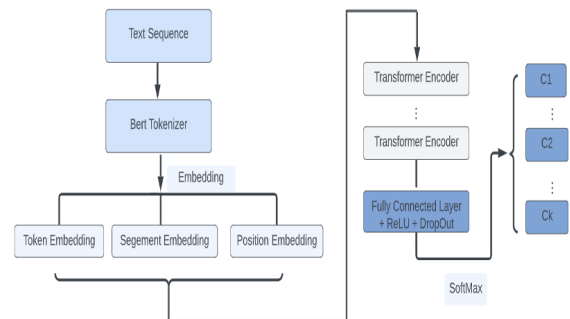 Text Sequence
Bert Tokenizer
Embedding
Token Embedding
Segement Embedding
Position Embedding
Transformer Encoder
Transformer Encoder
Fully Connected Layer
+ ReLU + DropOut
SoftMax
C1
C2
Ck